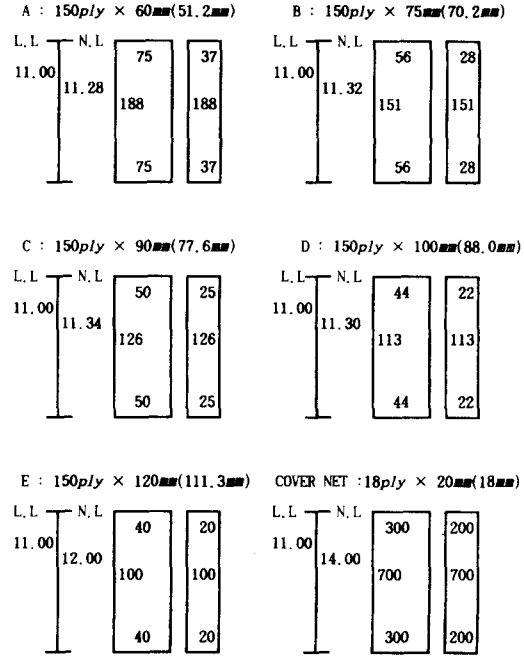 A : 150ply × 60mm(51.2mm)
L.L N.L
75 37
11.00
11.28
188 188
75 37
B : 150ply × 75mm(70.2mm)
L.L N.L
56 28
11.00
11.32
151 151
56 28
C : 150ply × 90mm(77.6mm)
L.L N.L
50 25
11.00
11.34
126 126
50 25
D : 150ply × 100mm(88.0mm)
L.L N.L
44 22
11.00
11.30
113 113
44 22
E : 150ply × 120mm(111.3mm)
L.L N.L
40 20
11.00
12.00
100 100
40 20
COVER NET :18ply × 20mm(18mm)
L.L N.L
300 200
11.00
14.00
700 700
300 200